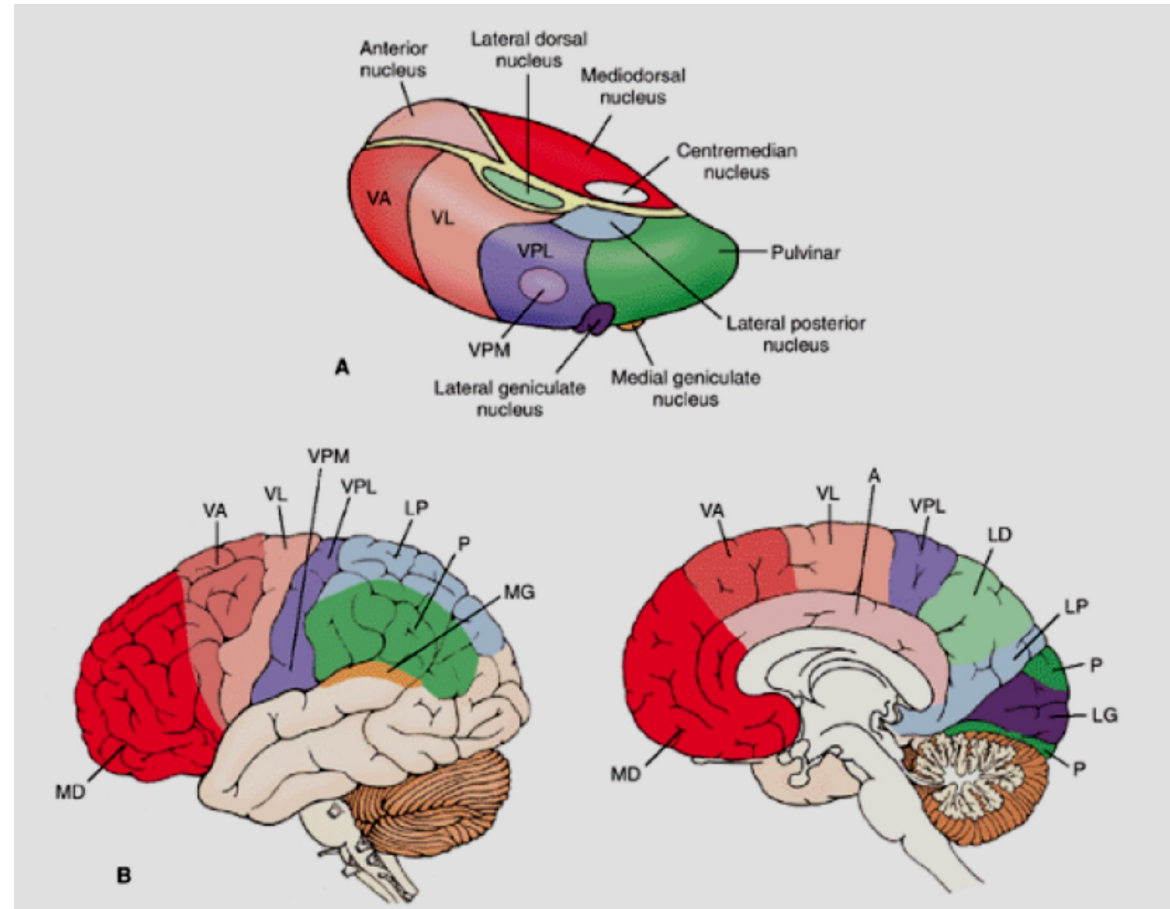 Anterior
nucleus
Lateral dorsal
nucleus
Mediodorsal
nucleus
Centremedian
nucleus
VA
VL
VPL
Pulvinar
Lateral posterior
nucleus
VPM
A
Lateral geniculate
nucleus
Medial geniculate
nucleus
VPM
VL
VPL
VA
LP
P
MG
MD
B
A
VL
VPL
VA
LD
LP
P
LG
P
MD